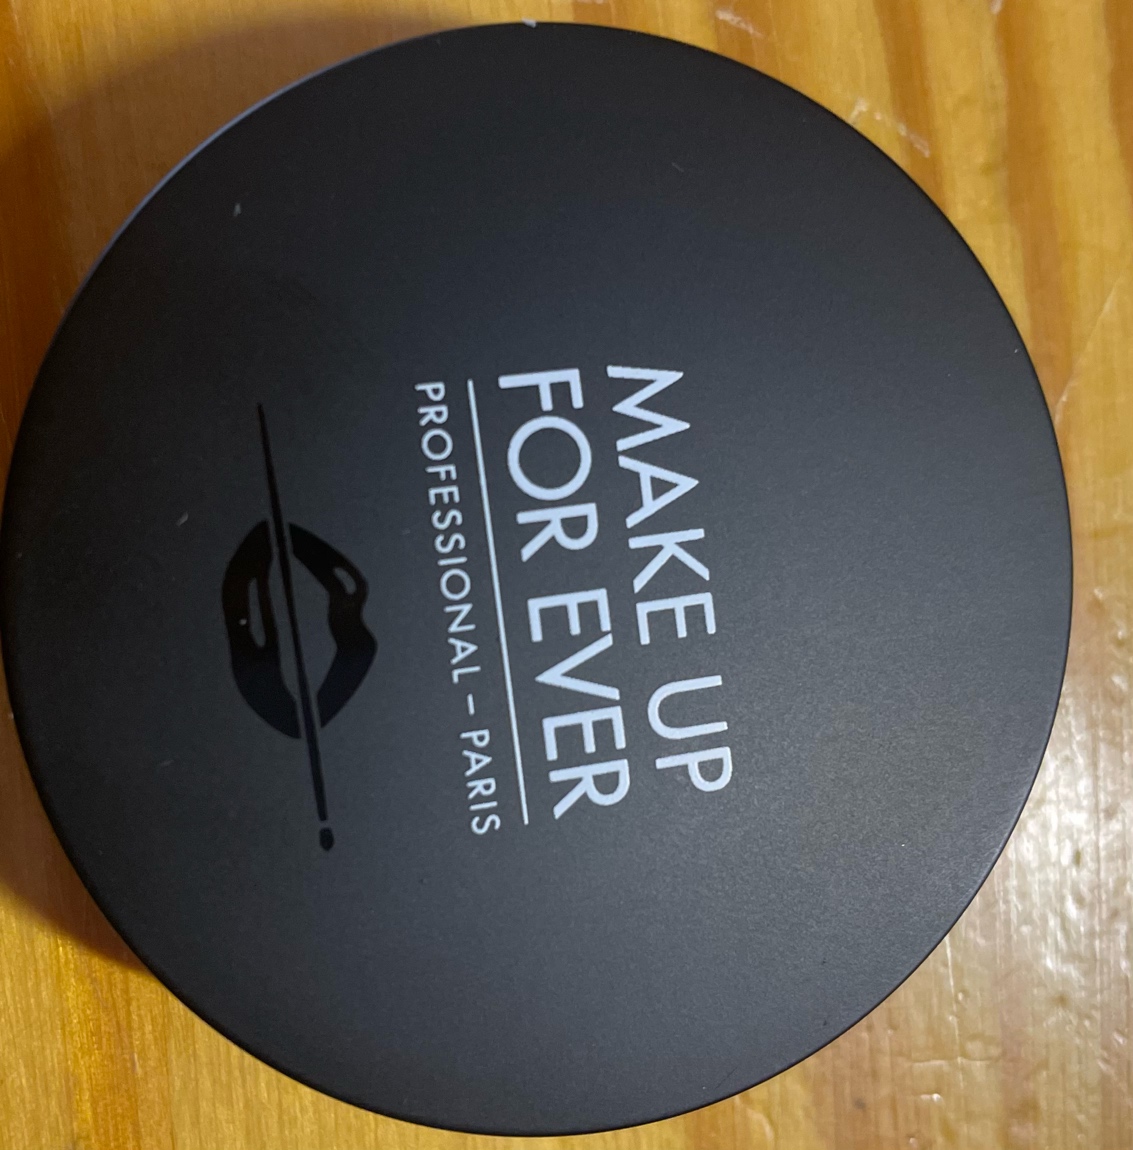 MAKE UP
FOR EVER
PROFESSIONAL – PARIS